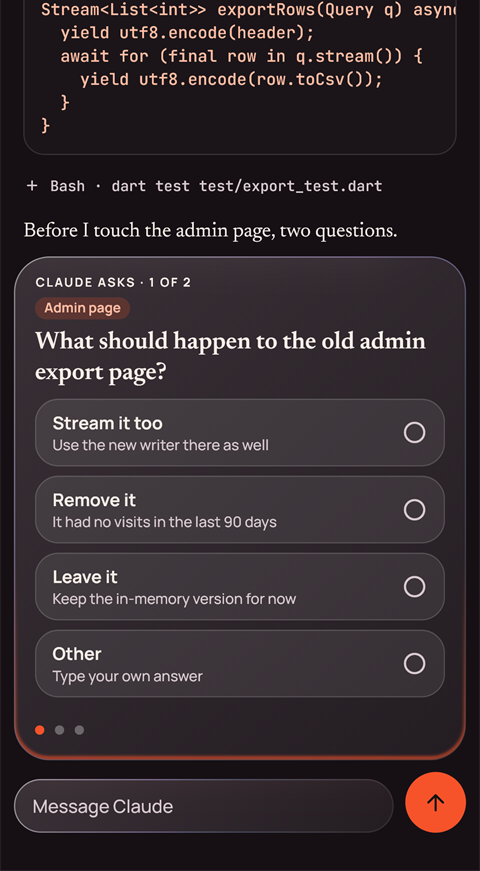 Stream<List<int>> exportRows(Query q) async
yield utf8.encode(header);
await for (final row in q.stream()) {
yield utf8.encode(row.toCsv());
}
}
+ Bash · dart test test/export_test.dart
Before I touch the admin page, two questions.
CLAUDE ASKS · 1 OF 2
Admin page
What should happen to the old admin
export page?
Stream it too
Use the new writer there as well
Remove it
It had no visits in the last 90 days
Leave it
Keep the in-memory version for now
Other
Type your own answer
Message Claude